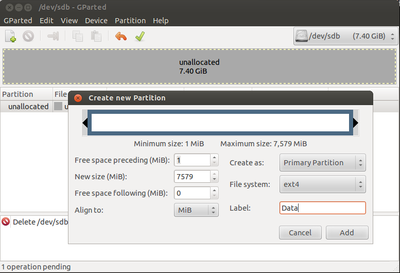 /dev/sdb - GParted
GParted Edit View Device Partition Help
/dev/sdb (7.40 GiB)
unallocated
7.40 GiB
Partition File
unallocated
Create new Partition
Minimum size: 1 MiB Maximum size: 7,579 MiB
Free space preceding (MiB): 1 Create as: Primary Partition
New size (MiB): 7579 File system: ext4
Free space following (MiB): 0
Align to: MiB Label: Data
Cancel Add
Delete /dev/sd
1 operation pending